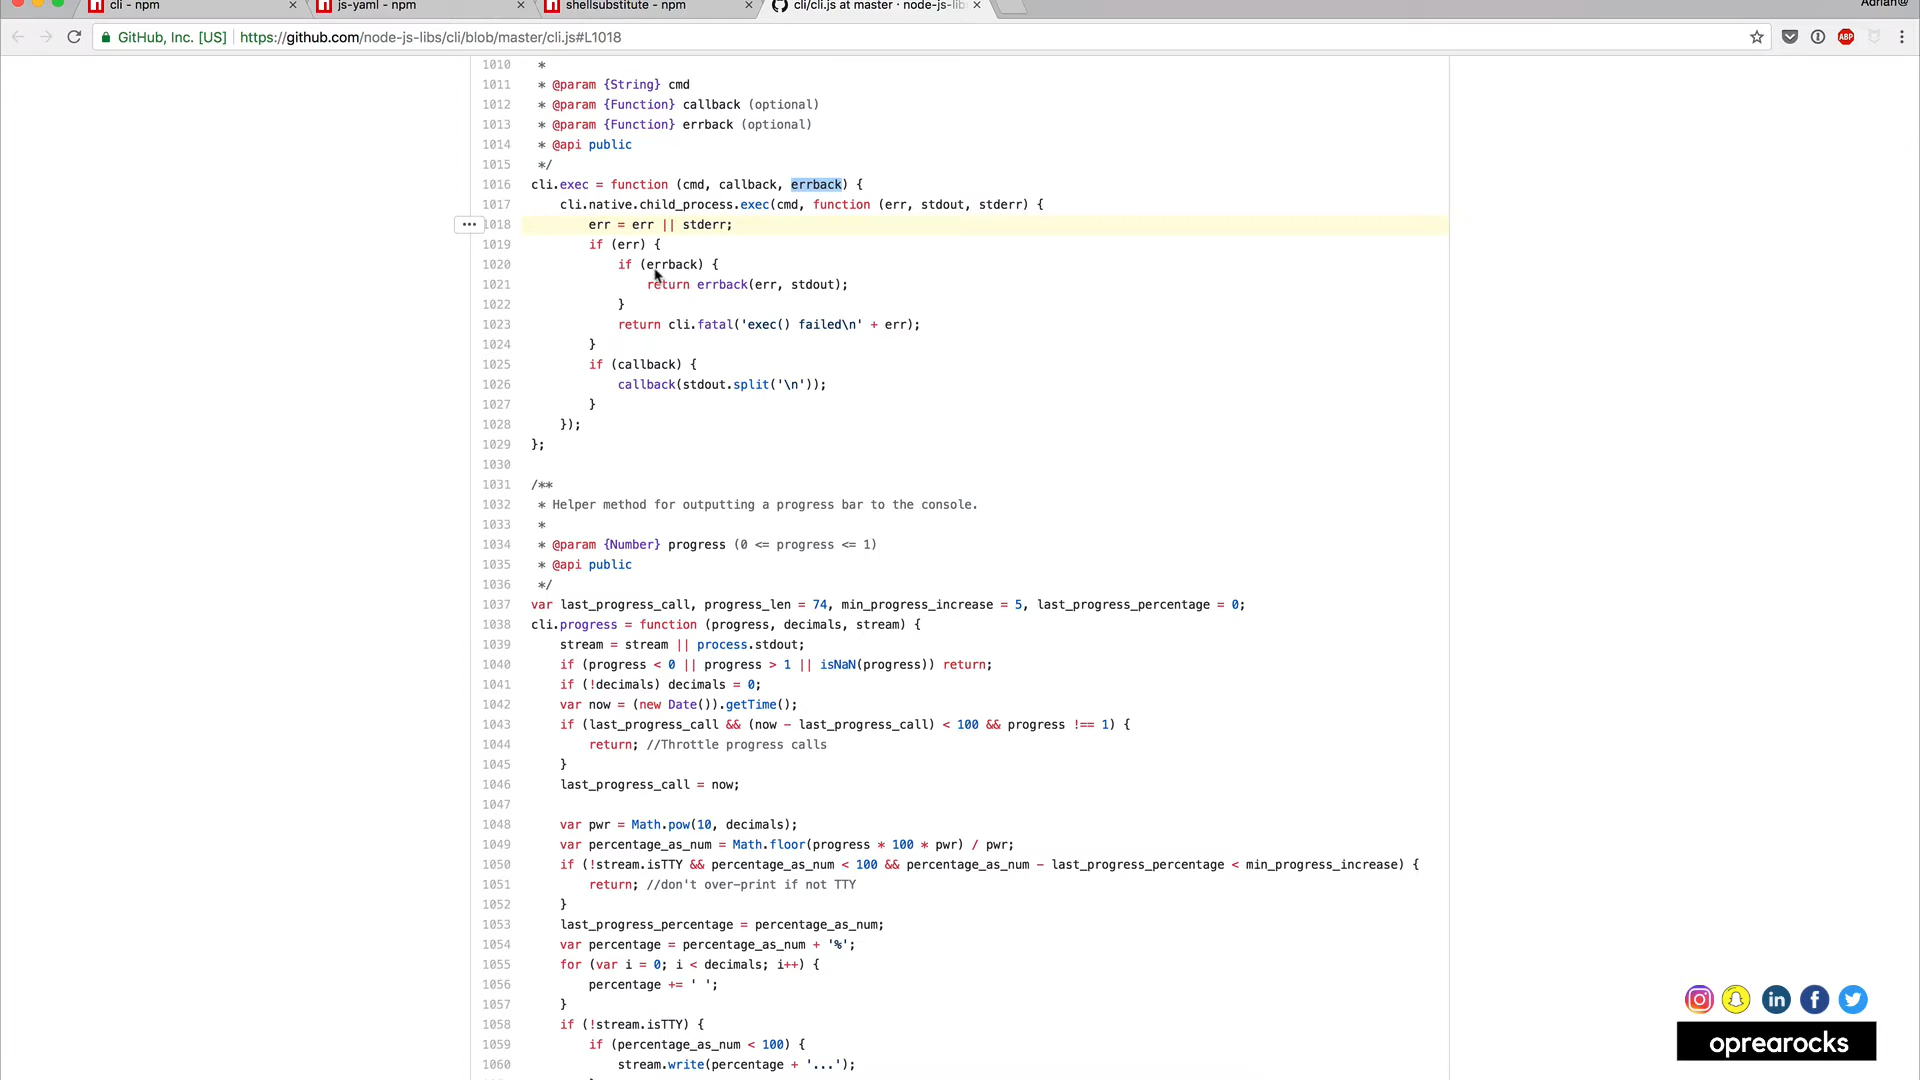 cli - npm
js-yaml - npm
shellsubstitute - npm
cli/cli.js at master · node-js-lib
Adrian@
GitHub, Inc. [US] https://github.com/node-js-libs/cli/blob/master/cli.js#L1018
ABP
1010 *
1011 * @param {String} cmd
1012 * @param {Function} callback (optional)
1013 * @param {Function} errback (optional)
1014 * @api public
1015 */
1016 cli.exec = function (cmd, callback, errback) {
1017 cli.native.child_process.exec(cmd, function (err, stdout, stderr) {
... 1018 err = err || stderr;
1019 if (err) {
1020 if (errback) {
1021 return errback(err, stdout);
1022 }
1023 return cli.fatal('exec() failed\n' + err);
1024 }
1025 if (callback) {
1026 callback(stdout.split('\n'));
1027 }
1028 });
1029 };
1030
1031 /**
1032 * Helper method for outputting a progress bar to the console.
1033 *
1034 * @param {Number} progress (0 <= progress <= 1)
1035 * @api public
1036 */
1037 var last_progress_call, progress_len = 74, min_progress_increase = 5, last_progress_percentage = 0;
1038 cli.progress = function (progress, decimals, stream) {
1039 stream = stream || process.stdout;
1040 if (progress < 0 || progress > 1 || isNaN(progress)) return;
1041 if (!decimals) decimals = 0;
1042 var now = (new Date()).getTime();
1043 if (last_progress_call && (now - last_progress_call) < 100 && progress !== 1) {
1044 return; //Throttle progress calls
1045 }
1046 last_progress_call = now;
1047
1048 var pwr = Math.pow(10, decimals);
1049 var percentage_as_num = Math.floor(progress * 100 * pwr) / pwr;
1050 if (!stream.isTTY && percentage_as_num < 100 && percentage_as_num - last_progress_percentage < min_progress_increase) {
1051 return; //don't over-print if not TTY
1052 }
1053 last_progress_percentage = percentage_as_num;
1054 var percentage = percentage_as_num + '%';
1055 for (var i = 0; i < decimals; i++) {
1056 percentage += ' ';
1057 }
1058 if (!stream.isTTY) {
1059 if (percentage_as_num < 100) {
1060 stream.write(percentage + '...');
oprearocks